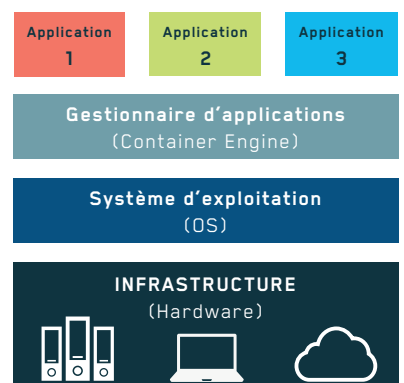 Application Application Application
1 2 3
Gestionnaire d'applications
(Container Engine)
Système d'exploitation
(OS)
INFRASTRUCTURE
(Hardware)